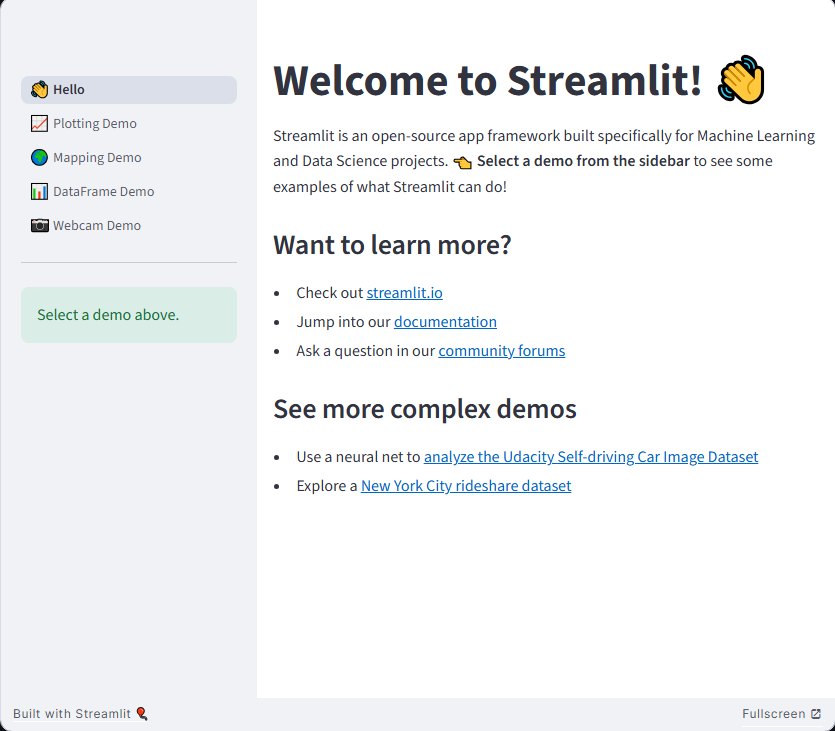 Hello
Plotting Demo
Mapping Demo
DataFrame Demo
Webcam Demo
Select a demo above.
Welcome to Streamlit! 👋
Streamlit is an open-source app framework built specifically for Machine Learning
and Data Science projects. 👈 Select a demo from the sidebar to see some
examples of what Streamlit can do!
Want to learn more?
• Check out streamlit.io
• Jump into our documentation
• Ask a question in our community forums
See more complex demos
• Use a neural net to analyze the Udacity Self-driving Car Image Dataset
• Explore a New York City rideshare dataset
Built with Streamlit 🎈
Fullscreen